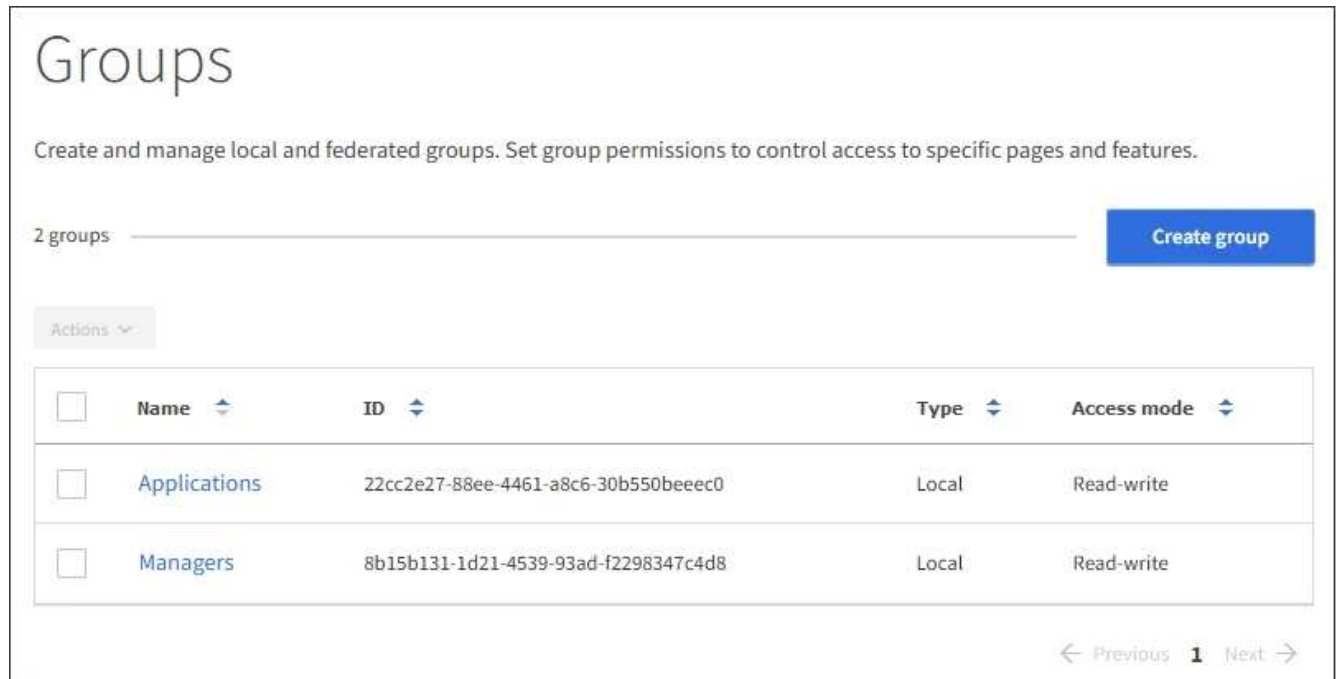 Groups
Create and manage local and federated groups. Set group permissions to control access to specific pages and features.
2 groups
Create group
Actions
Name ID Type Access mode
Applications 22cc2e27-88ee-4461-a8c6-30b550beeec0 Local Read-write
Managers 8b15b131-1d21-4539-93ad-f2298347c4d8 Local Read-write
← Previous 1 Next →